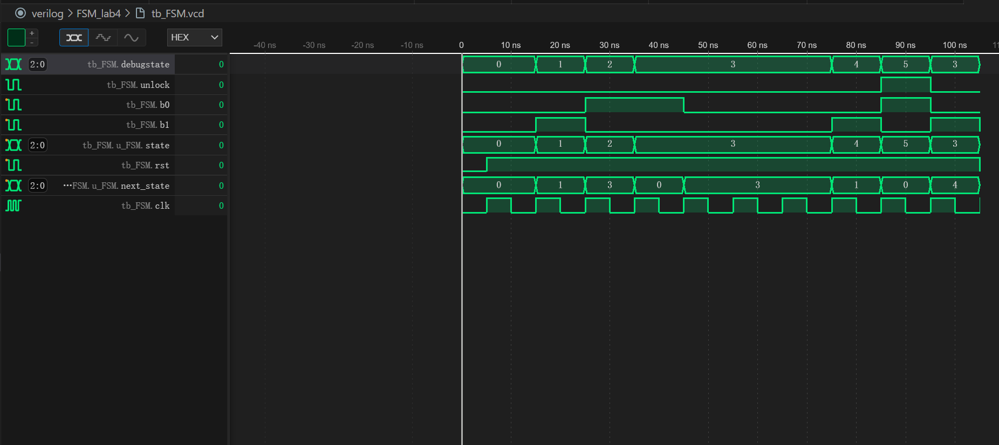 verilog > FSM_lab4 > tb_FSM.vcd
+
-
HEX
-40 ns -30 ns -20 ns -10 ns 0 10 ns 20 ns 30 ns 40 ns 50 ns 60 ns 70 ns 80 ns 90 ns 100 ns
2:0 tb_FSM.debugstate 0 0 1 2 3 4 5 3
tb_FSM.unlock 0
tb_FSM.b0 0
tb_FSM.b1 0
2:0 tb_FSM.u_FSM.state 0 0 1 2 3 4 5 3
tb_FSM.rst 0
2:0 ⋯FSM.u_FSM.next_state 0 0 1 3 0 3 1 0 4
tb_FSM.clk 0